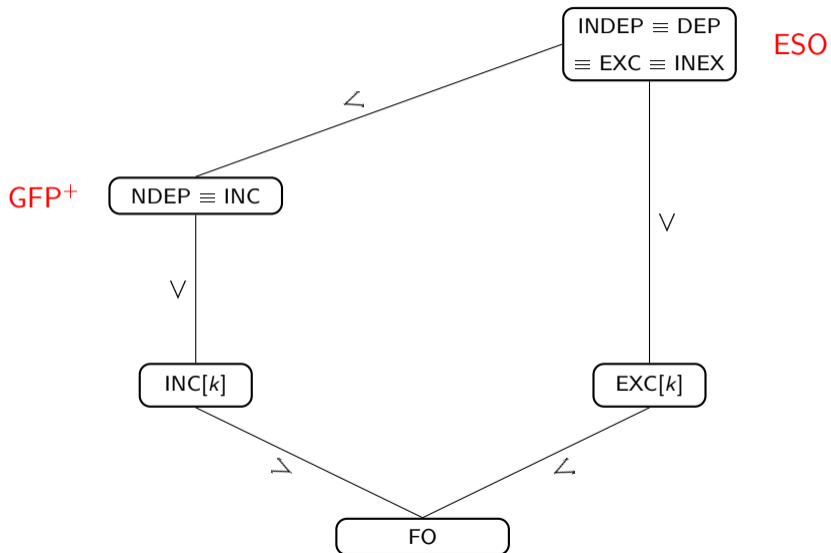 INDEP ≡ DEP
≡ EXC ≡ INEX
ESO
<
GFP⁺
NDEP ≡ INC
∨
∨
INC[k]
EXC[k]
>
<
FO